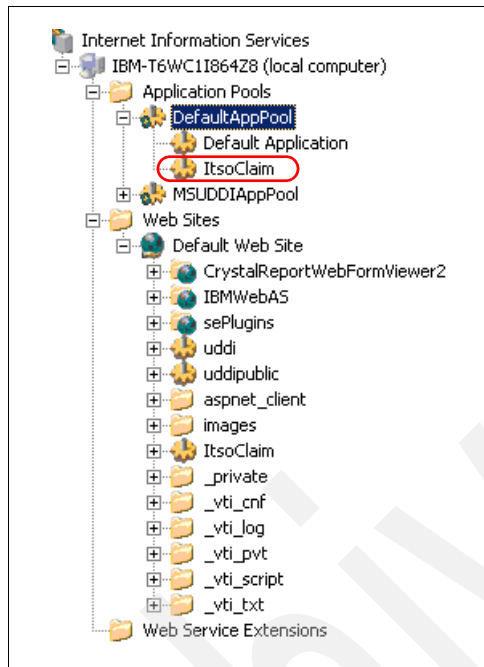 Internet Information Services
IBM-T6WC1I864Z8 (local computer)
Application Pools
DefaultAppPool
Default Application
ItsoClaim
MSUDDIAppPool
Web Sites
Default Web Site
CrystalReportWebFormViewer2
IBMWebAS
sePlugins
uddi
uddipublic
aspnet_client
images
ItsoClaim
_private
_vti_cnf
_vti_log
_vti_pvt
_vti_script
_vti_txt
Web Service Extensions